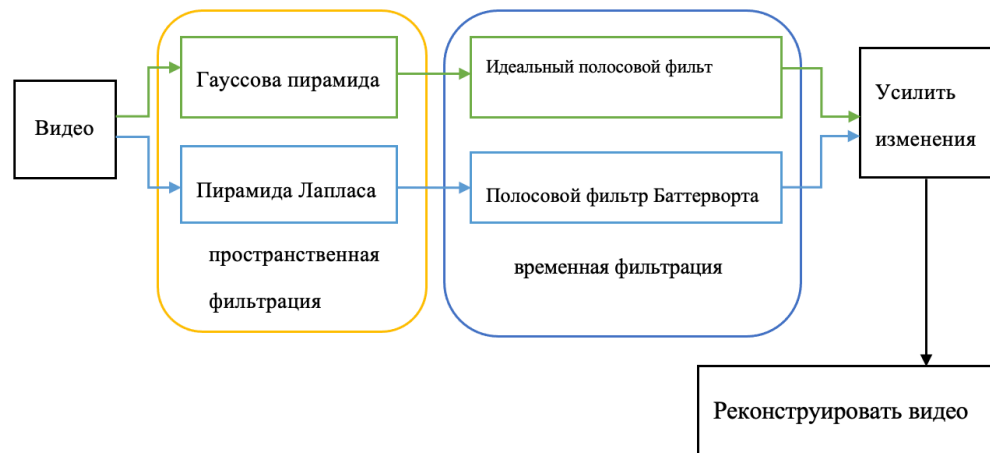 Видео
Гауссова пирамида
Пирамида Лапласа
пространственная
фильтрация
Идеальный полосовой фильт
Полосовой фильтр Баттерворта
временная фильтрация
Усилить
изменения
Реконструировать видео